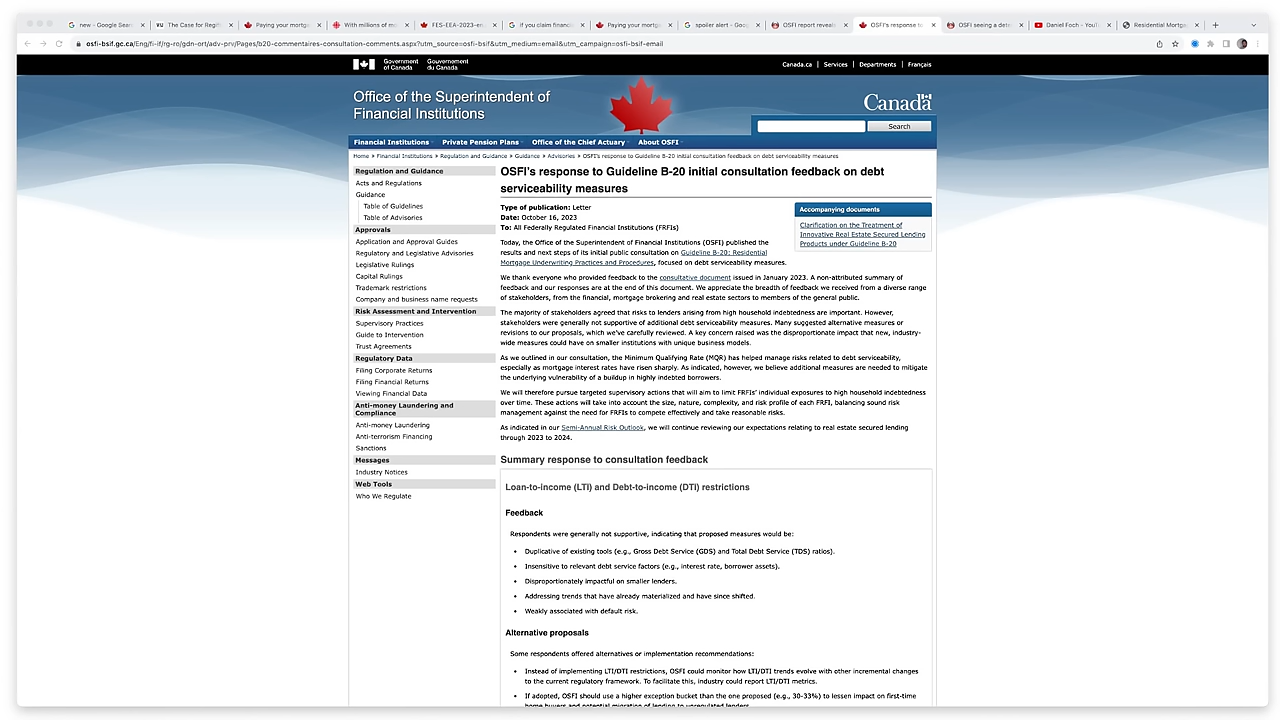 new - Google Sear
The Case for Regif
Paying your mortg
With millions of m
FES-EEA-2023-en
if you claim financi
Paying your mortg
spoiler alert - Goo
OSFI report reveal
OSFI's response t
OSFI seeing a dete
Daniel Foch - YouT
Residential Mortga
osfi-bsif.gc.ca/Eng/fi-if/rg-ro/gdn-ort/adv-prv/Pages/b20-commentaires-consultation-comments.aspx?utm_source=osfi-bsif&utm_medium=email&utm_campaign=osfi-bsif-email
Government of Canada
Gouvernement du Canada
Canada.ca | Services | Departments | Français
Office of the Superintendent of
Financial Institutions
Canada
Search
Financial Institutions Private Pension Plans Office of the Chief Actuary About OSFI
Home Financial Institutions Regulation and Guidance Guidance Advisories OSFI's response to Guideline B-20 initial consultation feedback on debt serviceability measures
Regulation and Guidance
Acts and Regulations
Guidance
Table of Guidelines
Table of Advisories
Approvals
Application and Approval Guides
Regulatory and Legislative Advisories
Legislative Rulings
Capital Rulings
Trademark restrictions
Company and business name requests
Risk Assessment and Intervention
Supervisory Practices
Guide to Intervention
Trust Agreements
Regulatory Data
Filing Corporate Returns
Filing Financial Returns
Viewing Financial Data
Anti-money Laundering and
Compliance
Anti-money Laundering
Anti-terrorism Financing
Sanctions
Messages
Industry Notices
Web Tools
Who We Regulate
OSFI's response to Guideline B-20 initial consultation feedback on debt
serviceability measures
Type of publication: Letter
Date: October 16, 2023
To: All Federally Regulated Financial Institutions (FRFIs)
Accompanying documents
Clarification on the Treatment of
Innovative Real Estate Secured Lending
Products under Guideline B-20
Today, the Office of the Superintendent of Financial Institutions (OSFI) published the
results and next steps of its initial public consultation on Guideline B-20: Residential
Mortgage Underwriting Practices and Procedures, focused on debt serviceability measures.
We thank everyone who provided feedback to the consultative document issued in January 2023. A non-attributed summary of
feedback and our responses are at the end of this document. We appreciate the breadth of feedback we received from a diverse range
of stakeholders, from the financial, mortgage brokering and real estate sectors to members of the general public.
The majority of stakeholders agreed that risks to lenders arising from high household indebtedness are important. However,
stakeholders were generally not supportive of additional debt serviceability measures. Many suggested alternative measures or
revisions to our proposals, which we've carefully reviewed. A key concern raised was the disproportionate impact that new, industry-
wide measures could have on smaller institutions with unique business models.
As we outlined in our consultation, the Minimum Qualifying Rate (MQR) has helped manage risks related to debt serviceability,
especially as mortgage interest rates have risen sharply. As indicated, however, we believe additional measures are needed to mitigate
the underlying vulnerability of a buildup in highly indebted borrowers.
We will therefore pursue targeted supervisory actions that will aim to limit FRFIs' individual exposures to high household indebtedness
over time. These actions will take into account the size, nature, complexity, and risk profile of each FRFI, balancing sound risk
management against the need for FRFIs to compete effectively and take reasonable risks.
As indicated in our Semi-Annual Risk Outlook, we will continue reviewing our expectations relating to real estate secured lending
through 2023 to 2024.
Summary response to consultation feedback
Loan-to-income (LTI) and Debt-to-income (DTI) restrictions
Feedback
Respondents were generally not supportive, indicating that proposed measures would be:
• Duplicative of existing tools (e.g., Gross Debt Service (GDS) and Total Debt Service (TDS) ratios).
• Insensitive to relevant debt service factors (e.g., interest rate, borrower assets).
• Disproportionately impactful on smaller lenders.
• Addressing trends that have already materialized and have since shifted.
• Weakly associated with default risk.
Alternative proposals
Some respondents offered alternatives or implementation recommendations:
• Instead of implementing LTI/DTI restrictions, OSFI could monitor how LTI/DTI trends evolve with other incremental changes
to the current regulatory framework. To facilitate this, industry could report LTI/DTI metrics.
• If adopted, OSFI should use a higher exception bucket than the one proposed (e.g., 30-33%) to lessen impact on first-time
home buyers and potential migration of lending to unregulated lenders.